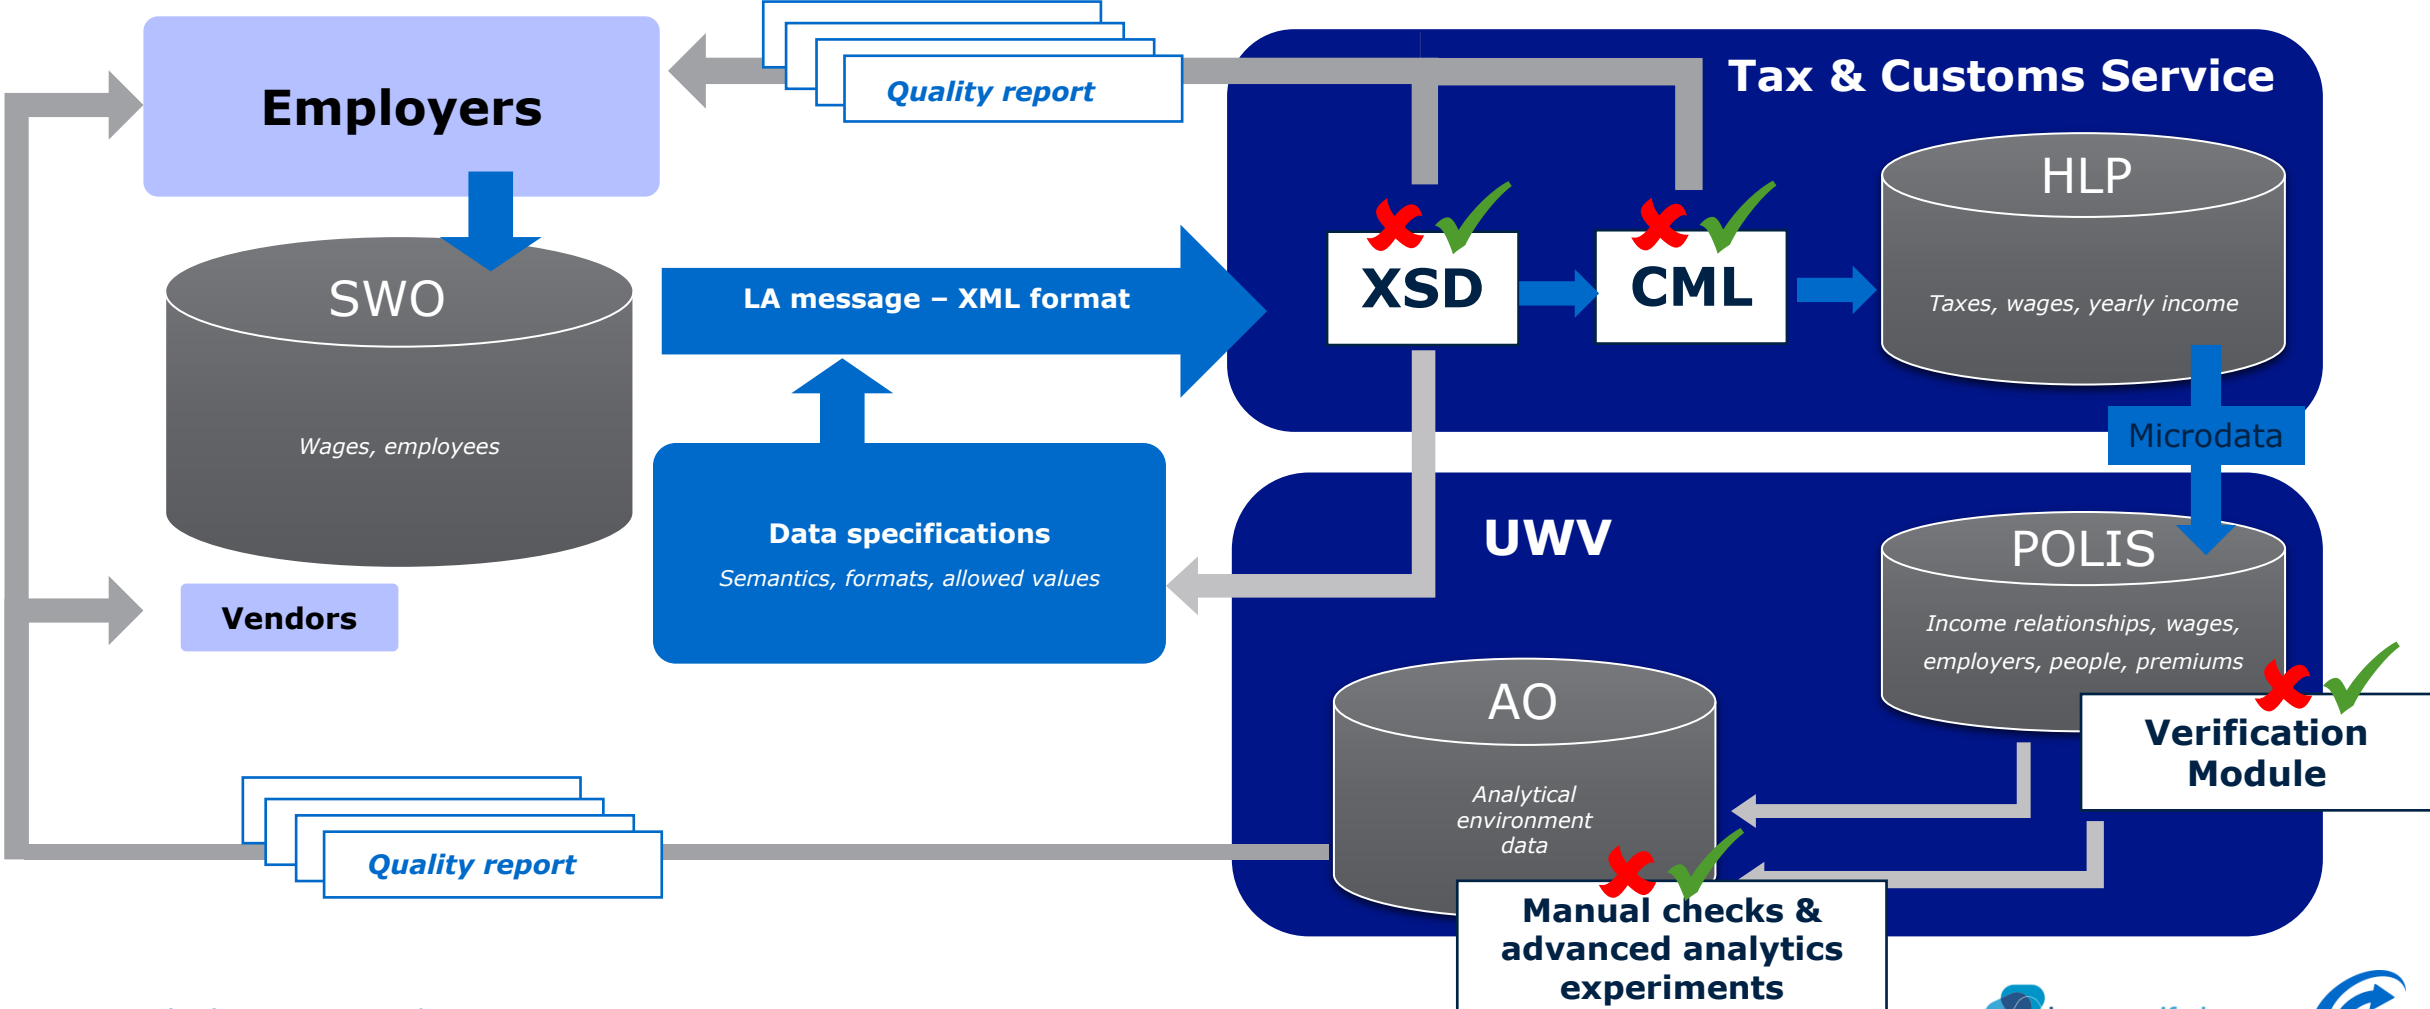 Employers
Quality report
Tax & Customs Service
HLP
Taxes, wages, yearly income
SWO
Wages, employees
LA message – XML format
XSD
CML
Microdata
Data specifications
Semantics, formats, allowed values
UWV
POLIS
Income relationships, wages,
employers, people, premiums
Vendors
AO
Analytical
environment
data
Verification
Module
Quality report
Manual checks &
advanced analytics
experiments